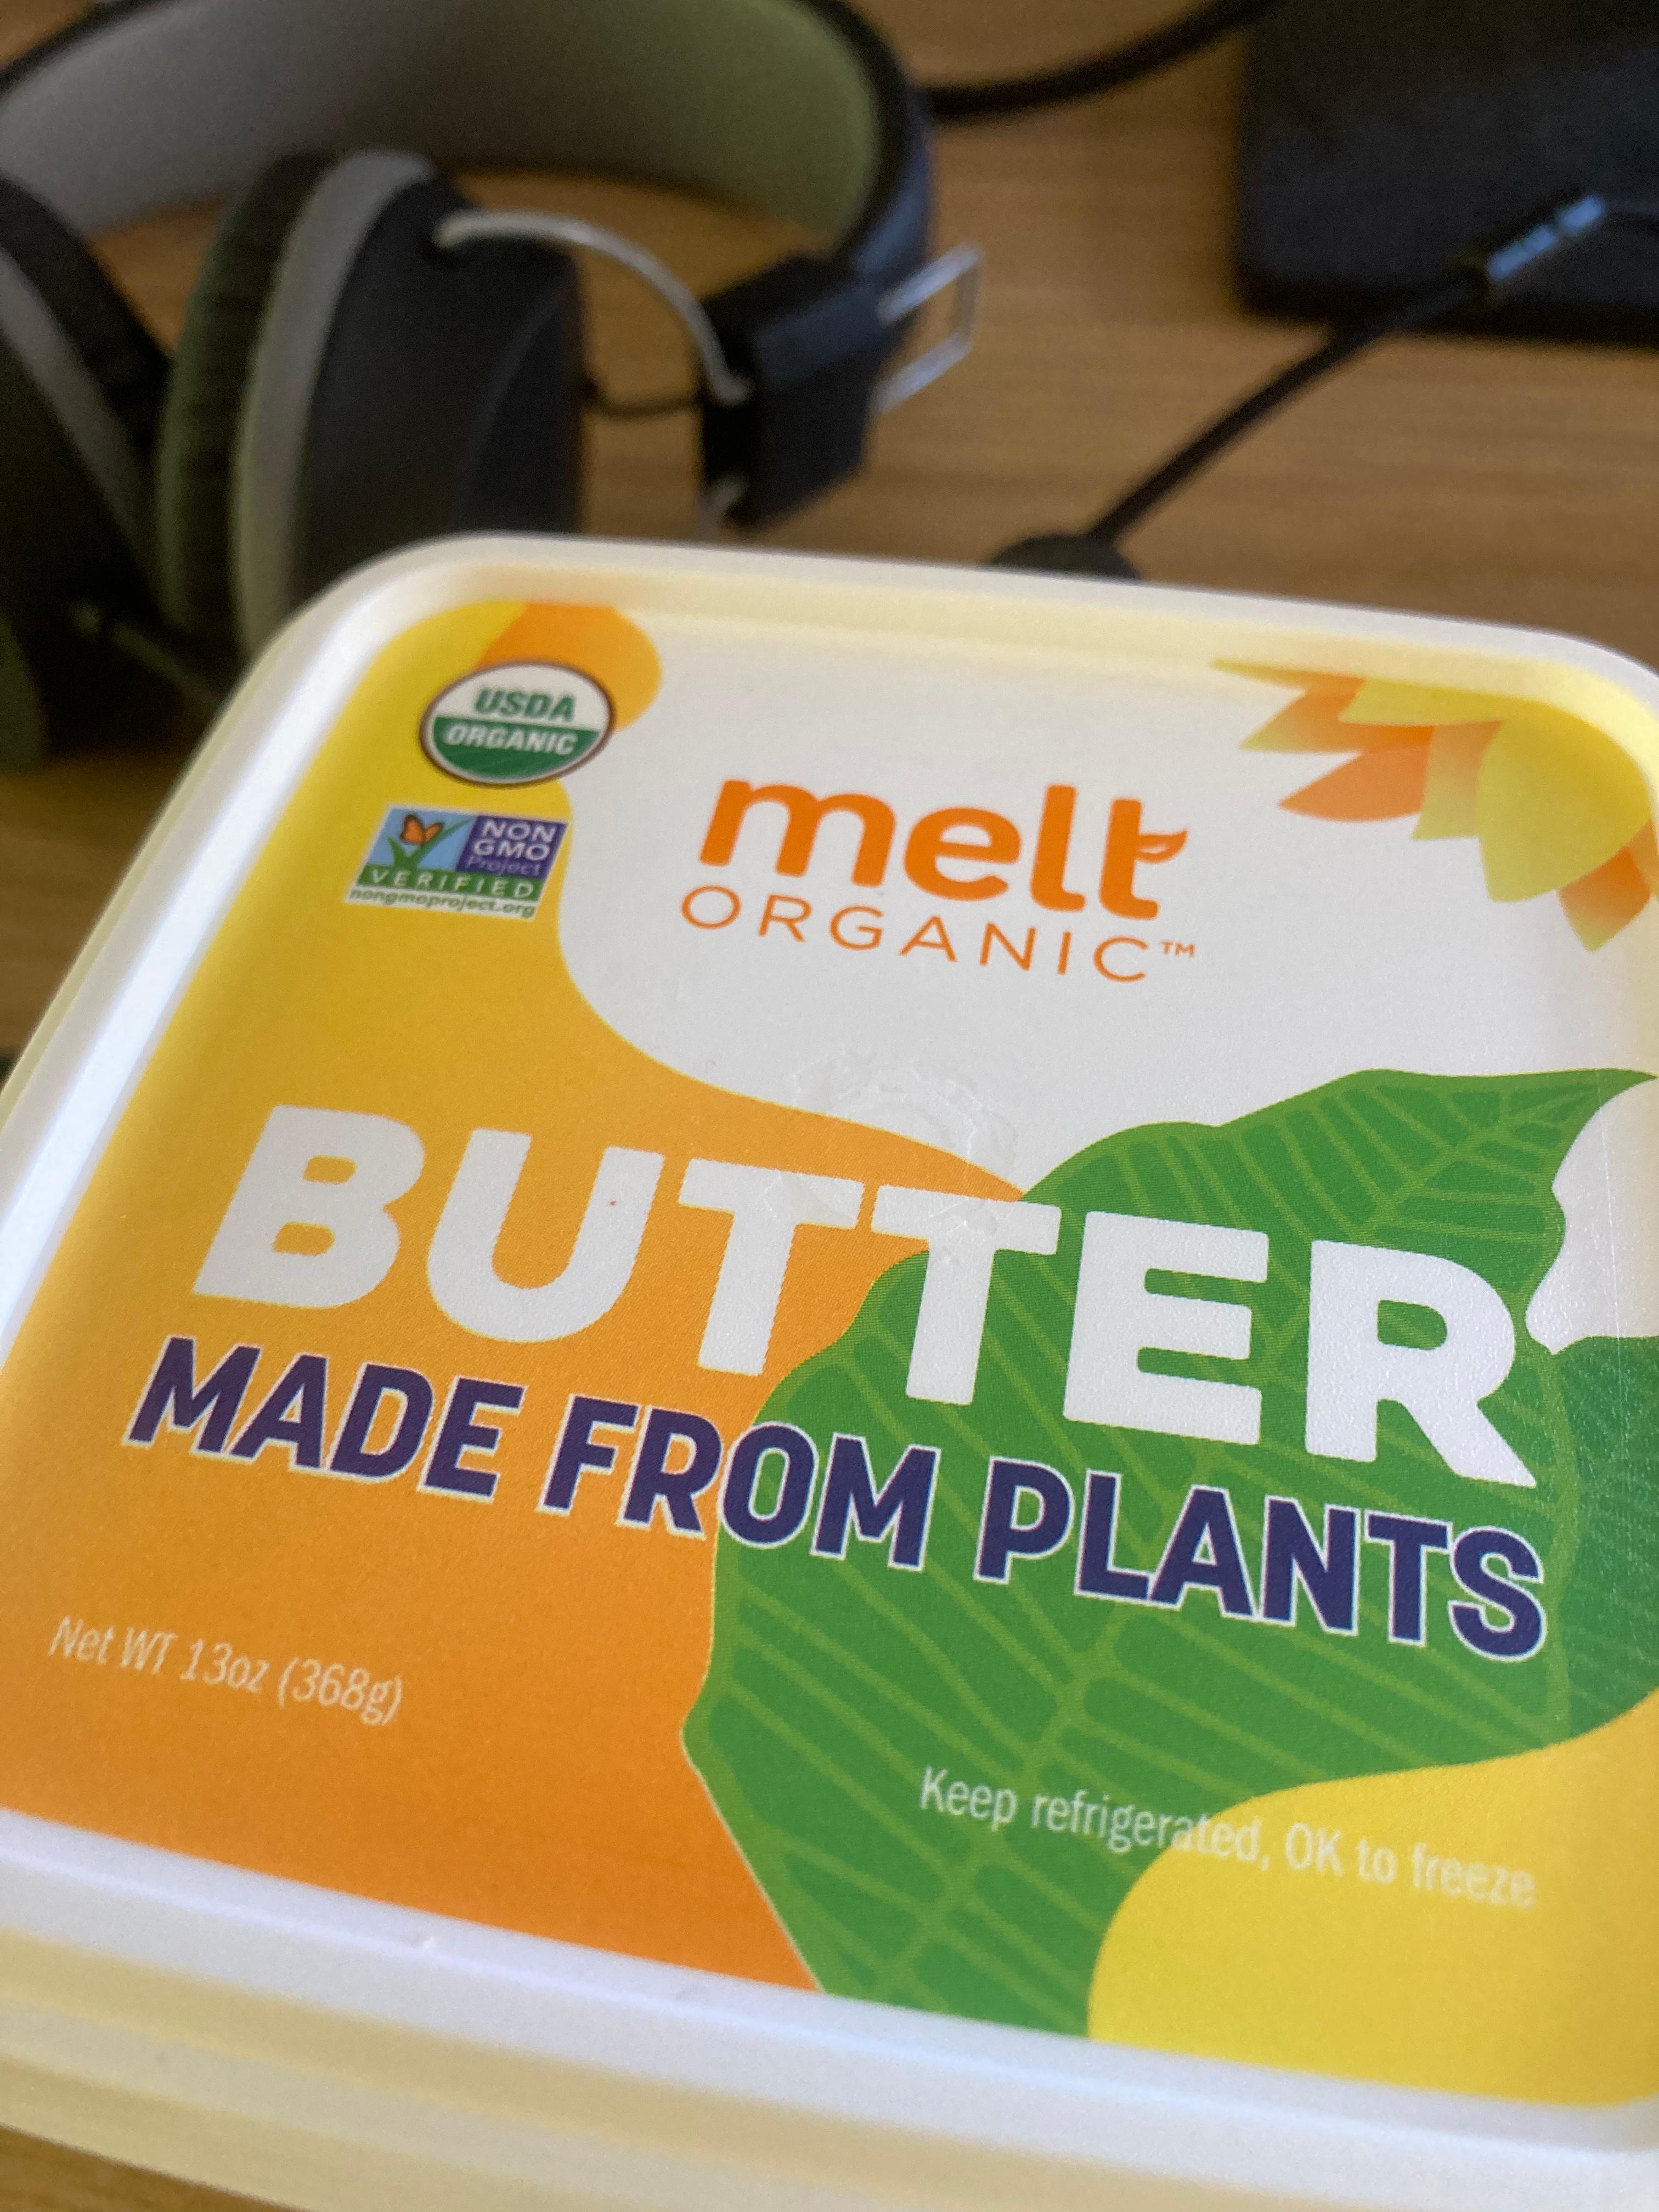 USDA
ORGANIC
NON
GMO
Project
VERIFIED
nongmoproject.org
melt
ORGANIC™
BUTTER
MADE FROM PLANTS
Net WT 13oz (368g)
Keep refrigerated, OK to freeze